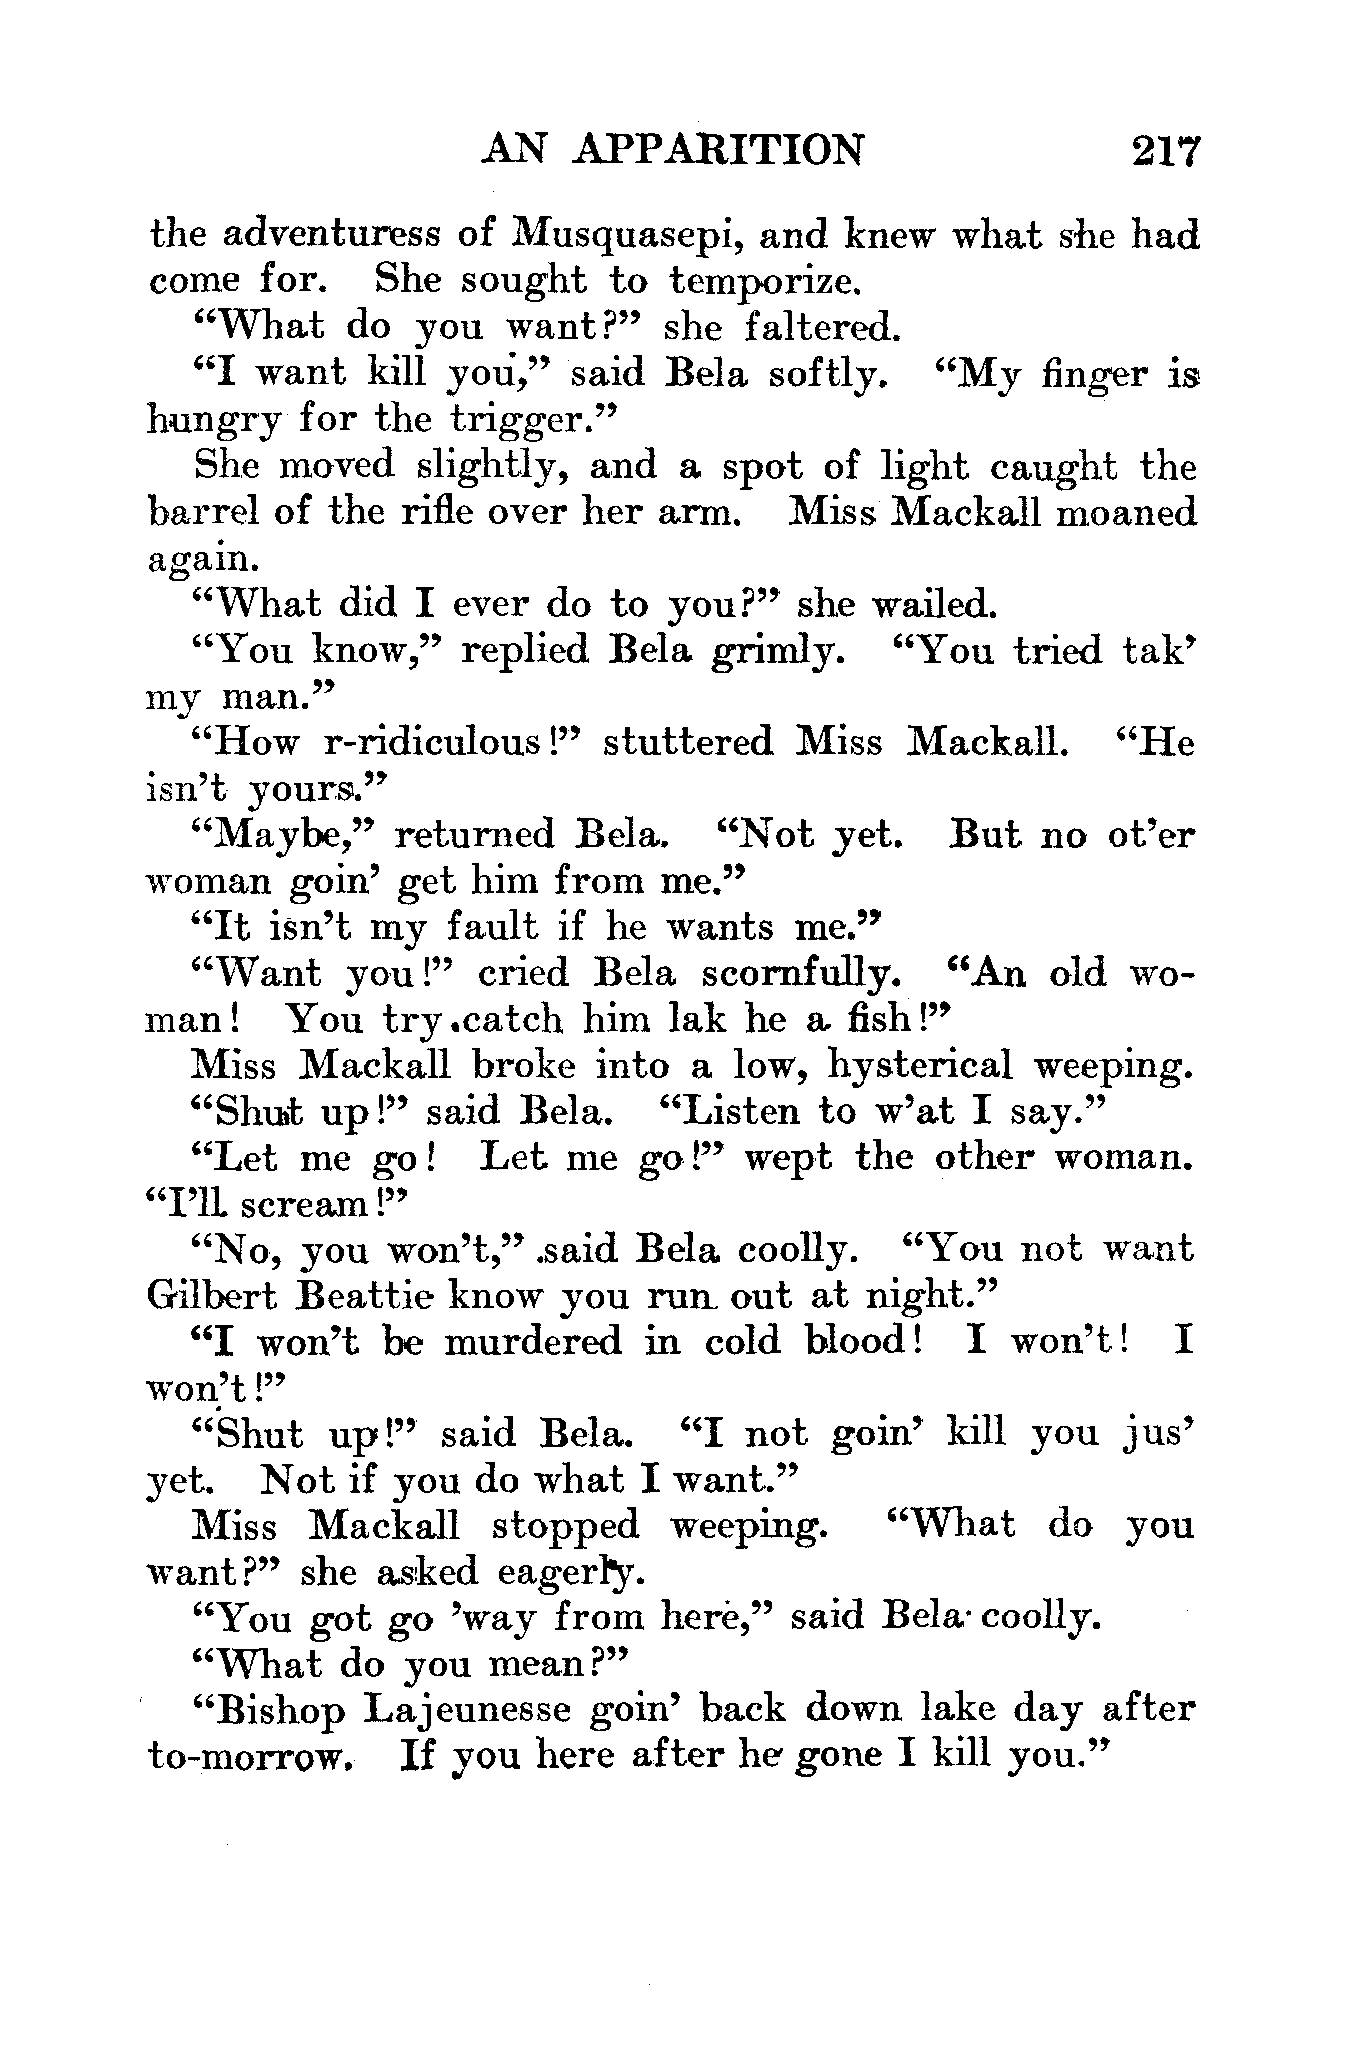 AN APPARITION 217
the adventuress of Musquasepi, and knew what she had
come for. She sought to temporize.
“What do you want?” she faltered.
“I want kill you,” said Bela softly. “My finger is
hungry for the trigger.”
She moved slightly, and a spot of light caught the
barrel of the rifle over her arm. Miss Mackall moaned
again.
“What did I ever do to you?” she wailed.
“You know,” replied Bela grimly. “You tried tak’
my man.”
“How r-ridiculous!” stuttered Miss Mackall. “He
isn’t yours.”
“Maybe,” returned Bela. “Not yet. But no ot’er
woman goin’ get him from me.”
“It isn’t my fault if he wants me.”
“Want you!” cried Bela scornfully. “An old wo-
man! You try catch him lak he a fish!”
Miss Mackall broke into a low, hysterical weeping.
“Shut up!” said Bela. “Listen to w’at I say.”
“Let me go! Let me go!” wept the other woman.
“I’ll scream!”
“No, you won’t,” said Bela coolly. “You not want
Gilbert Beattie know you run out at night.”
“I won’t be murdered in cold blood! I won’t! I
won’t!”
“Shut up!” said Bela. “I not goin’ kill you jus’
yet. Not if you do what I want.”
Miss Mackall stopped weeping. “What do you
want?” she asked eagerly.
“You got go ’way from here,” said Bela coolly.
“What do you mean?”
“Bishop Lajeunesse goin’ back down lake day after
to-morrow. If you here after he gone I kill you.”